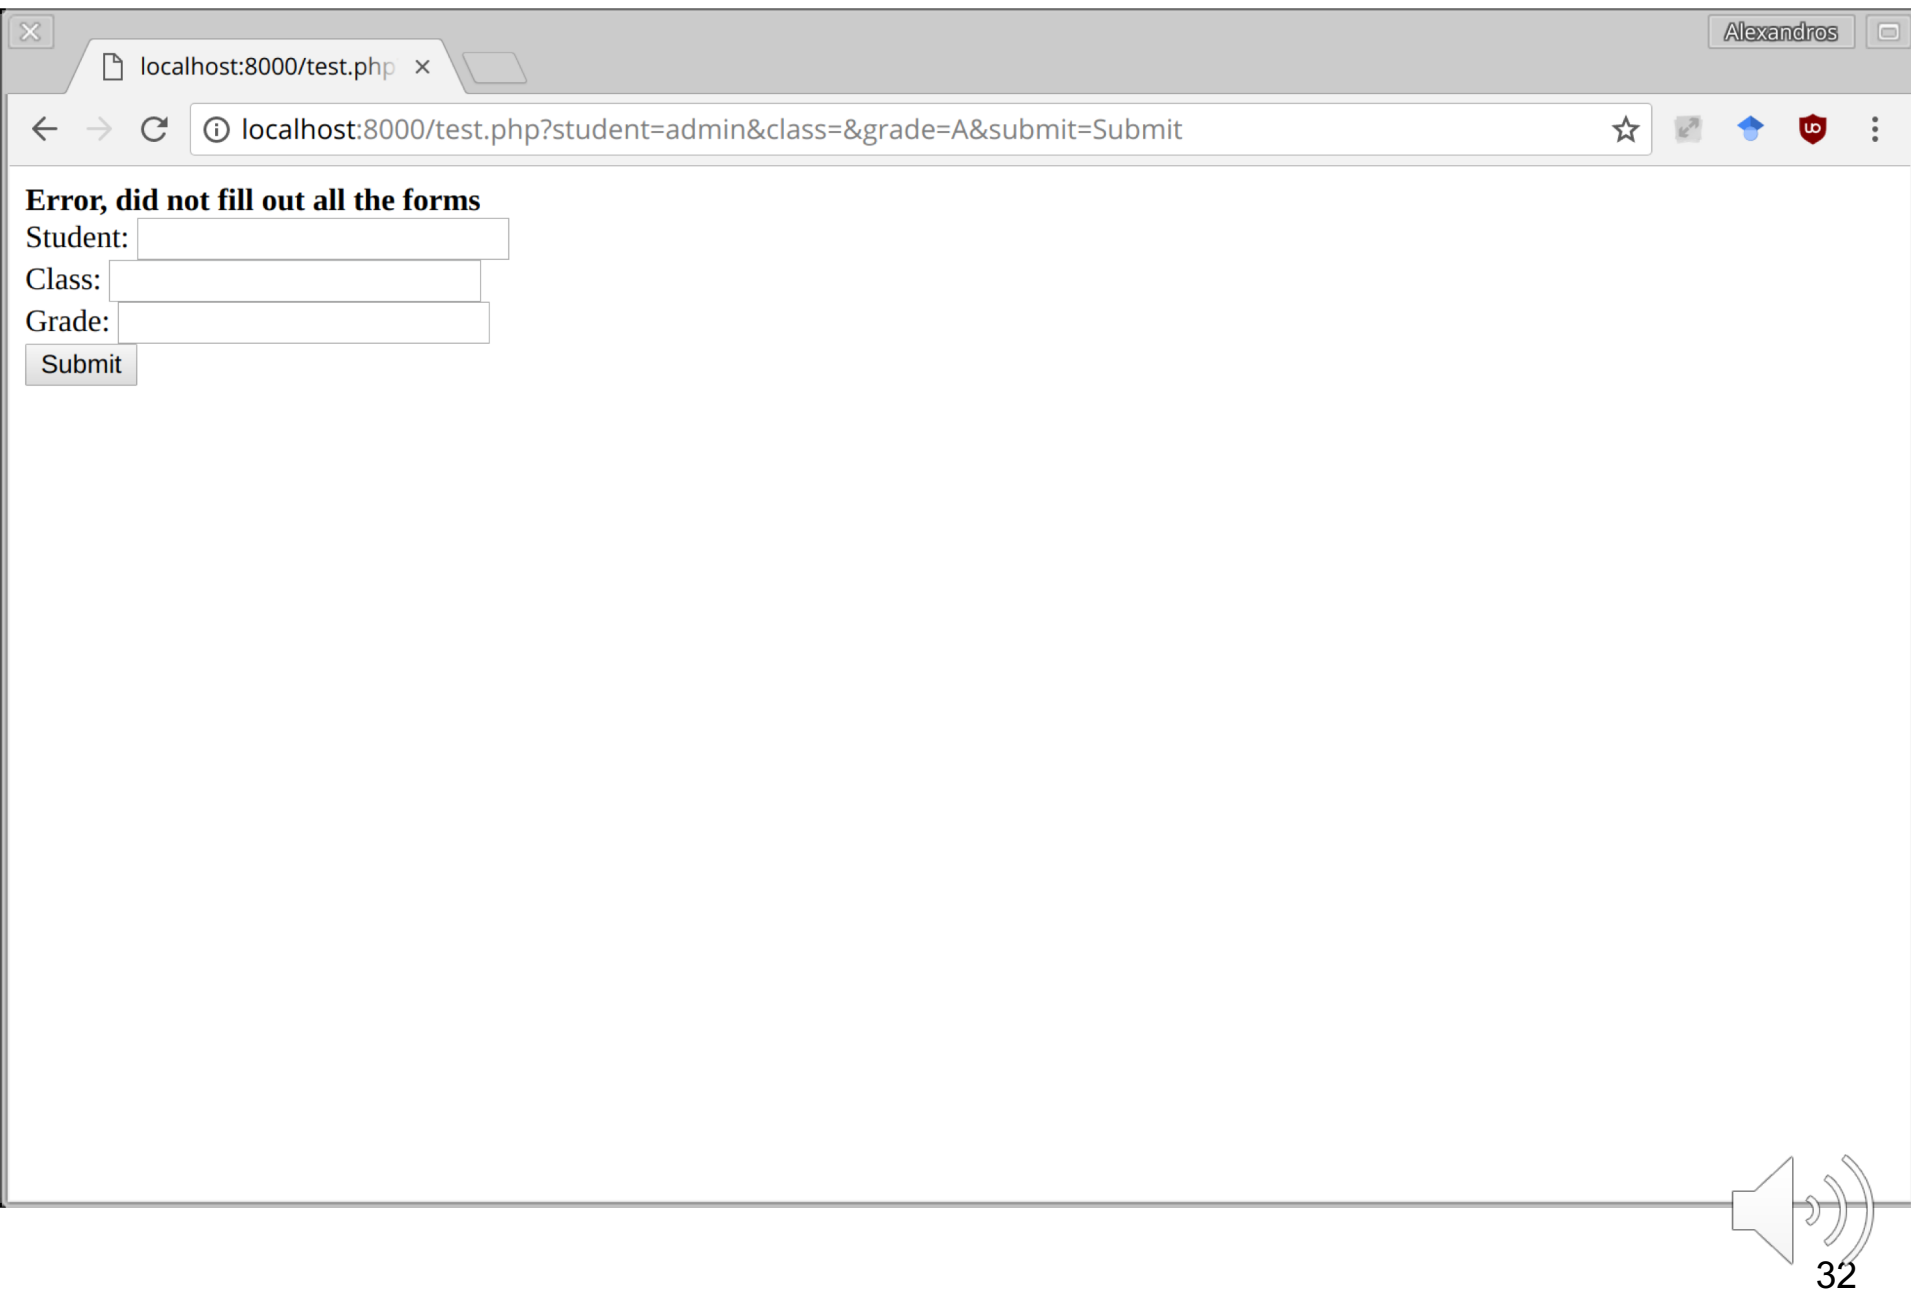 Alexandros
localhost:8000/test.php
localhost:8000/test.php?student=admin&class=&grade=A&submit=Submit
Error, did not fill out all the forms
Student:
Class:
Grade:
Submit
32